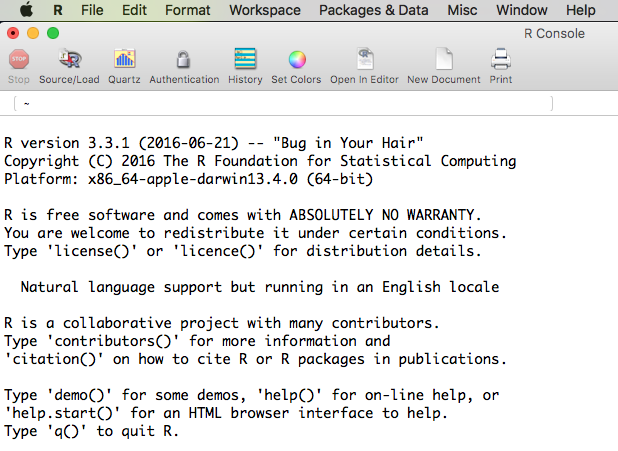 R File Edit Format Workspace Packages & Data Misc Window Help
R Console
STOP
Stop Source/Load Quartz Authentication History Set Colors Open In Editor New Document Print
~
R version 3.3.1 (2016-06-21) -- "Bug in Your Hair"
Copyright (C) 2016 The R Foundation for Statistical Computing
Platform: x86_64-apple-darwin13.4.0 (64-bit)
R is free software and comes with ABSOLUTELY NO WARRANTY.
You are welcome to redistribute it under certain conditions.
Type 'license()' or 'licence()' for distribution details.
Natural language support but running in an English locale
R is a collaborative project with many contributors.
Type 'contributors()' for more information and
'citation()' on how to cite R or R packages in publications.
Type 'demo()' for some demos, 'help()' for on-line help, or
'help.start()' for an HTML browser interface to help.
Type 'q()' to quit R.